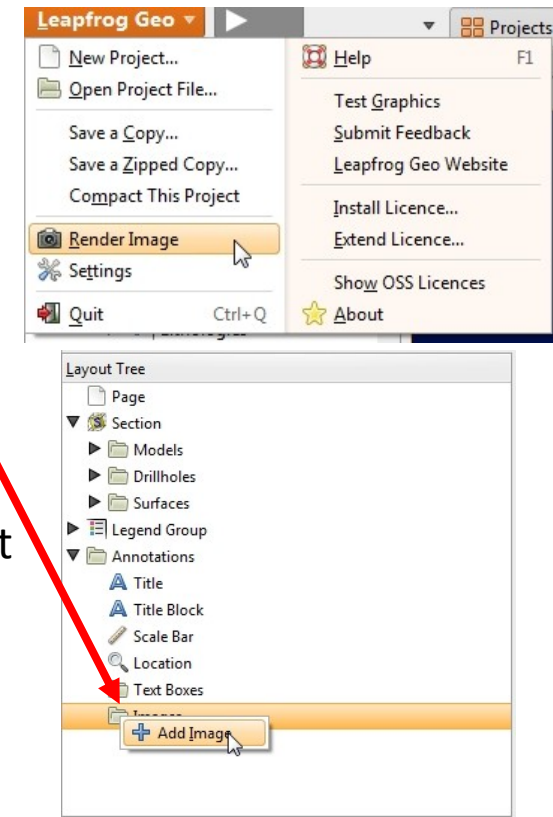 Leapfrog Geo
Projects
New Project...
Open Project File...
Save a Copy...
Save a Zipped Copy...
Compact This Project
Render Image
Settings
Quit Ctrl+Q
Help F1
Test Graphics
Submit Feedback
Leapfrog Geo Website
Install Licence...
Extend Licence...
Show OSS Licences
About
Layout Tree
Page
Section
Models
Drillholes
Surfaces
Legend Group
Annotations
Title
Title Block
Scale Bar
Location
Text Boxes
Add Image
t